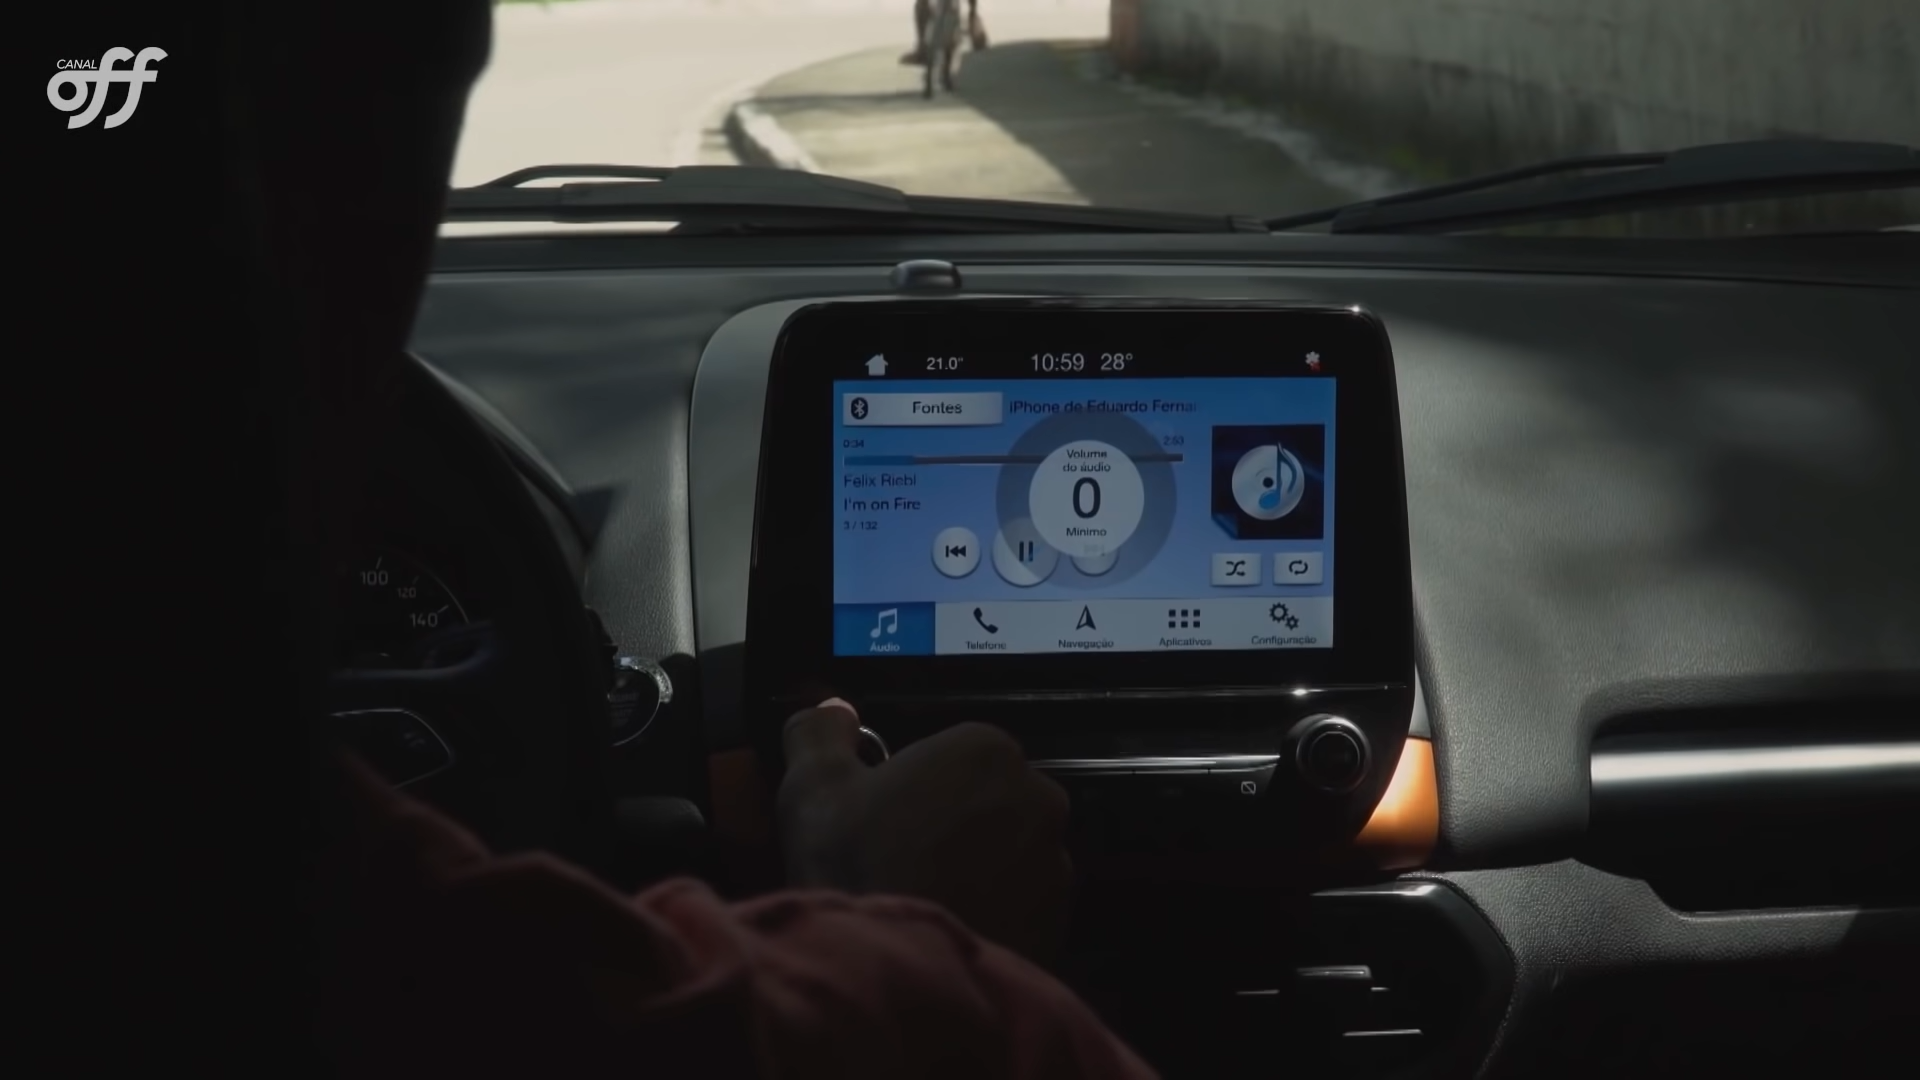 CANAL
off
21.0°
10:59 28°
Fontes
iPhone de Eduardo Fernai
0:34
2:53
Volume
do áudio
0
Mínimo
Felix Riebl
I'm on Fire
3 / 132
Áudio
Telefone
Navegação
Aplicativos
Configuração
100
120
140